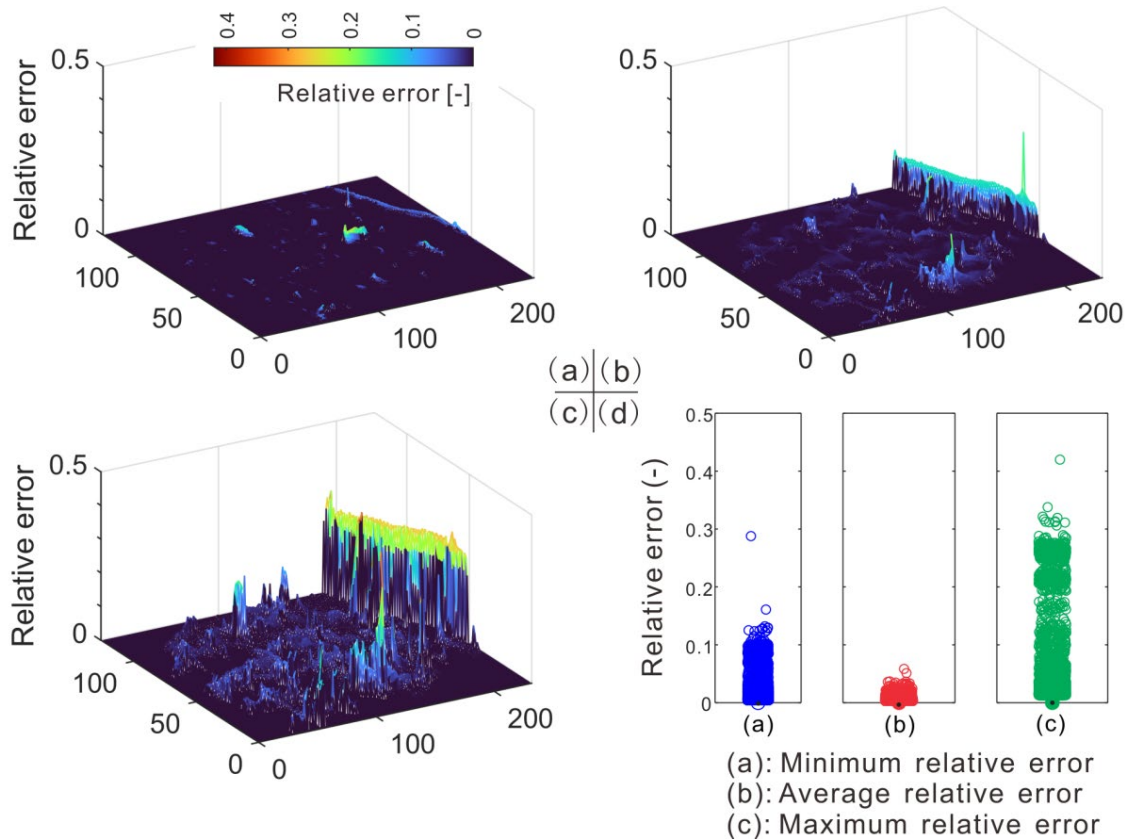 0.4 0.3 0.2 0.1 0
Relative error [-]
Relative error
0.5
0
100
50
0
0
100
200
0.5
0
100
50
0
0
100
200
(a) (b)
(c) (d)
Relative error
0.5
0
100
50
0
0
100
200
Relative error (-)
0.5
0.4
0.3
0.2
0.1
0
(a) (b) (c)
(a): Minimum relative error
(b): Average relative error
(c): Maximum relative error